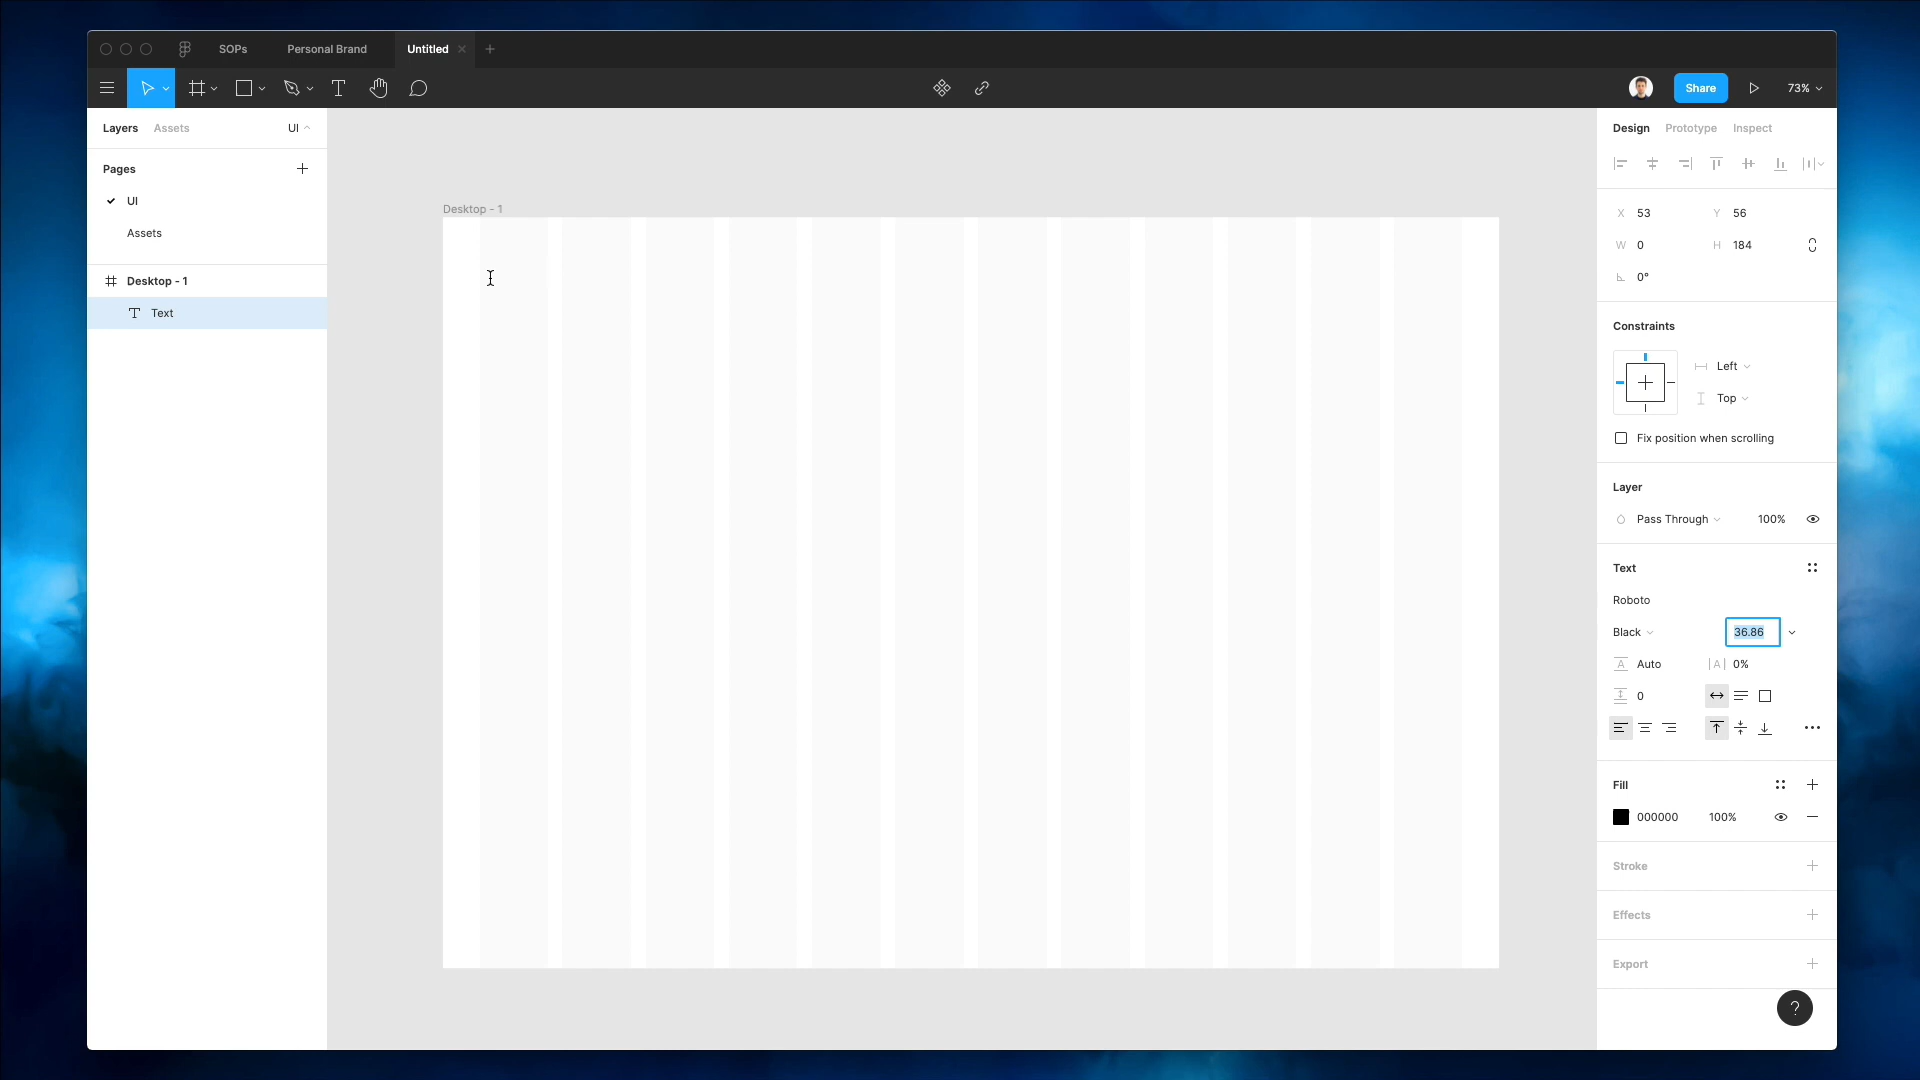 SOPs Personal Brand Untitled
Share 73%
Layers Assets UI
Pages
UI
Assets
Desktop - 1
Text
Desktop - 1
Design Prototype Inspect
X 53 Y 56
W 0 H 184
0°
Constraints
Left
Top
Fix position when scrolling
Layer
Pass Through 100%
Text
Roboto
Black 36.86
A Auto |A| 0%
0
Fill
000000 100%
Stroke
Effects
Export
?